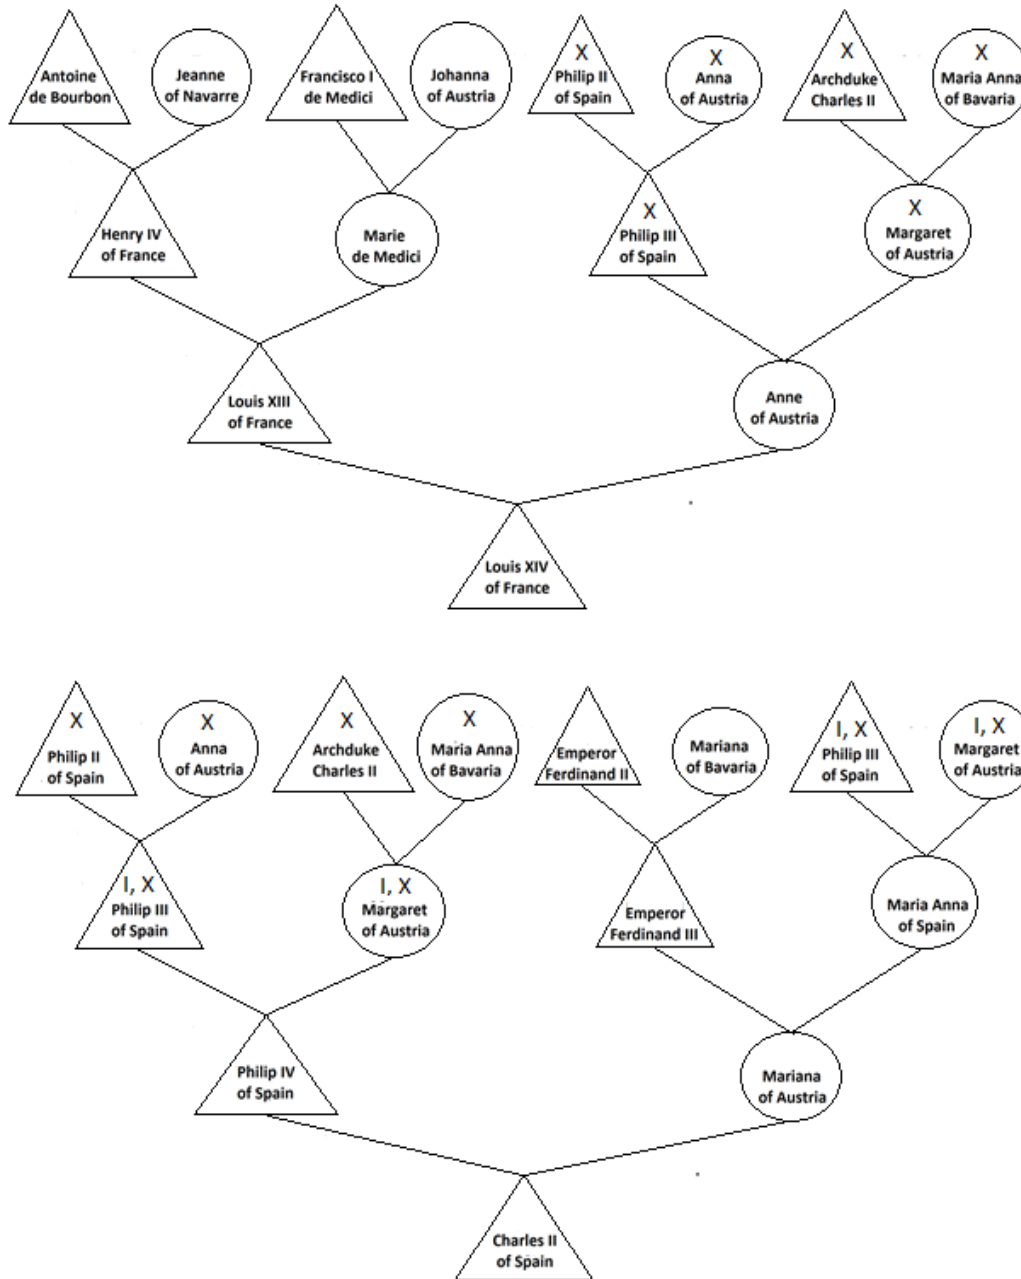 Antoine
de Bourbon
Jeanne
of Navarre
Francisco I
de Medici
Johanna
of Austria
X
Philip II
of Spain
X
Anna
of Austria
X
Archduke
Charles II
X
Maria Anna
of Bavaria
Henry IV
of France
Marie
de Medici
X
Philip III
of Spain
X
Margaret
of Austria
Louis XIII
of France
Anne
of Austria
Louis XIV
of France
X
Philip II
of Spain
X
Anna
of Austria
X
Archduke
Charles II
X
Maria Anna
of Bavaria
Emperor
Ferdinand II
Mariana
of Bavaria
I, X
Philip III
of Spain
I, X
Margaret
of Austria
I, X
Philip III
of Spain
I, X
Margaret
of Austria
Emperor
Ferdinand III
Maria Anna
of Spain
Philip IV
of Spain
Mariana
of Austria
Charles II
of Spain